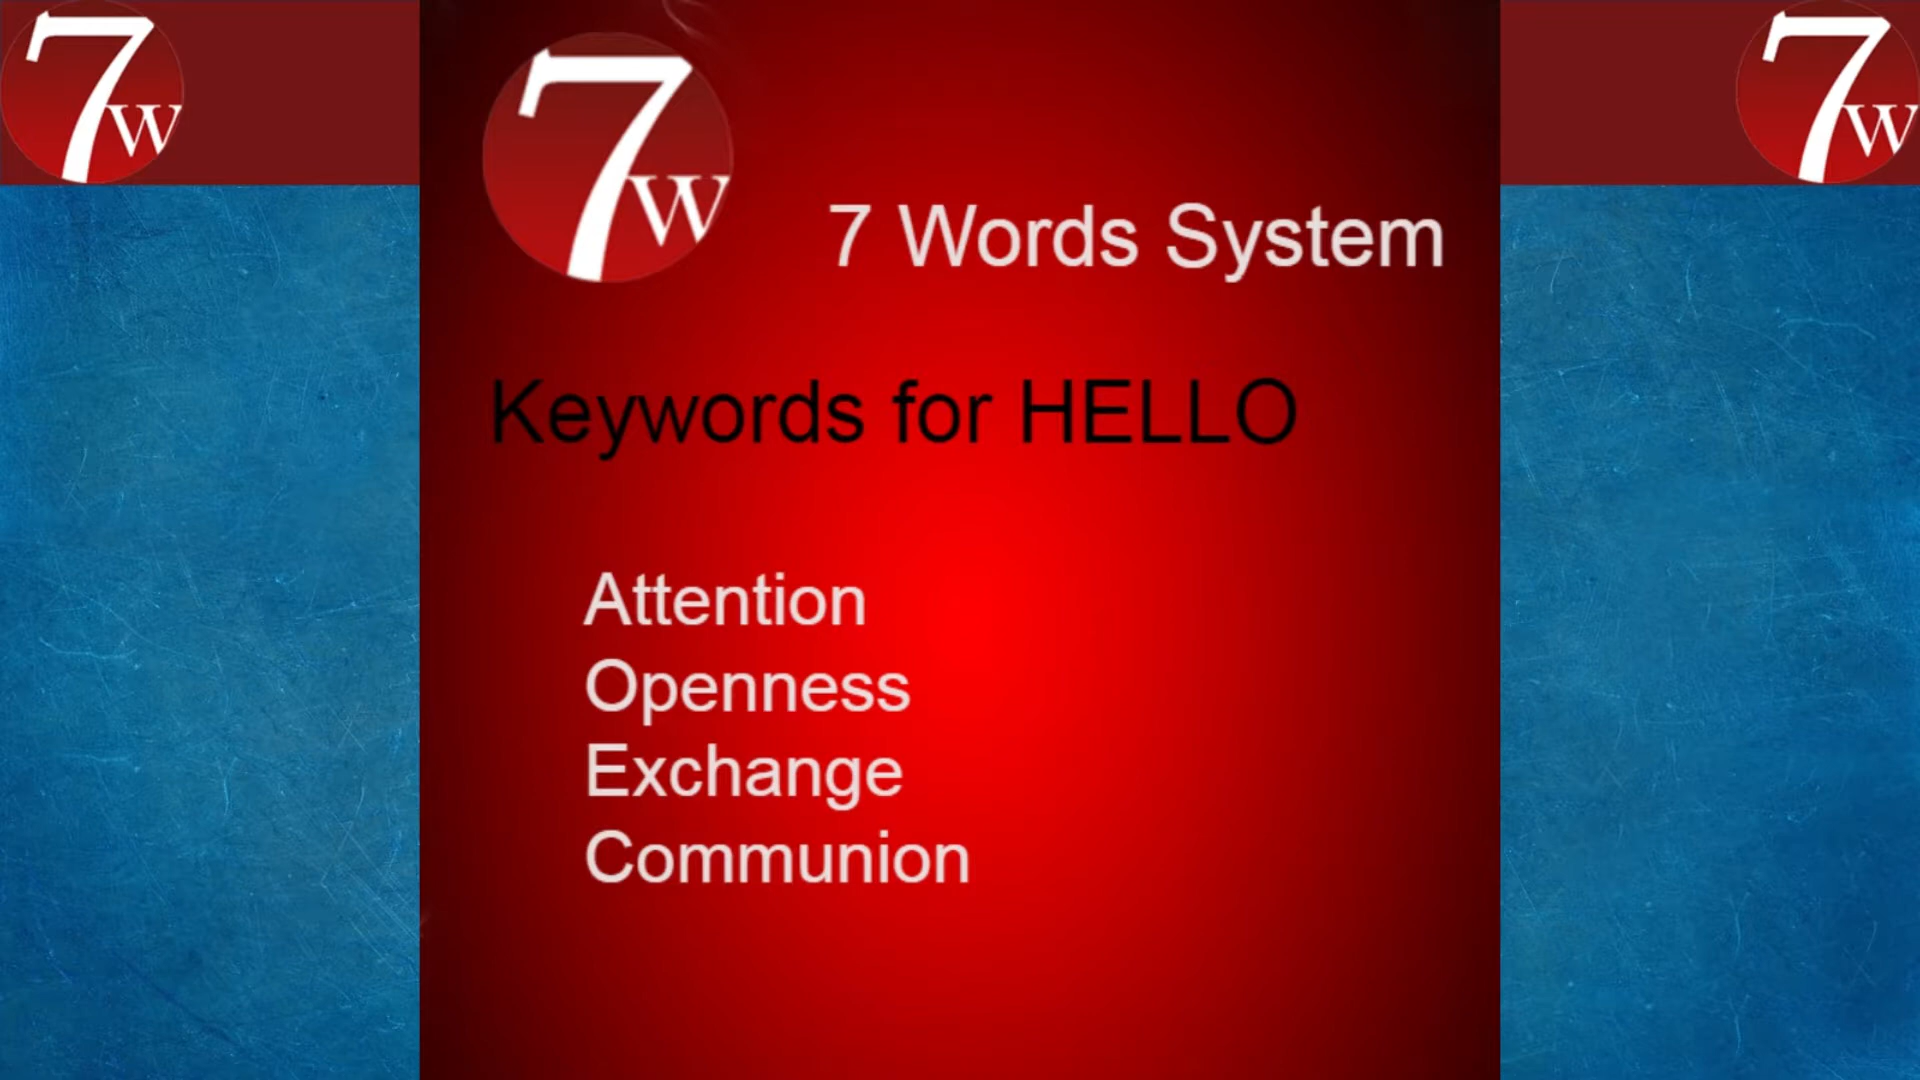 7w
7w
7w
7 Words System
Keywords for HELLO
Attention
Openness
Exchange
Communion